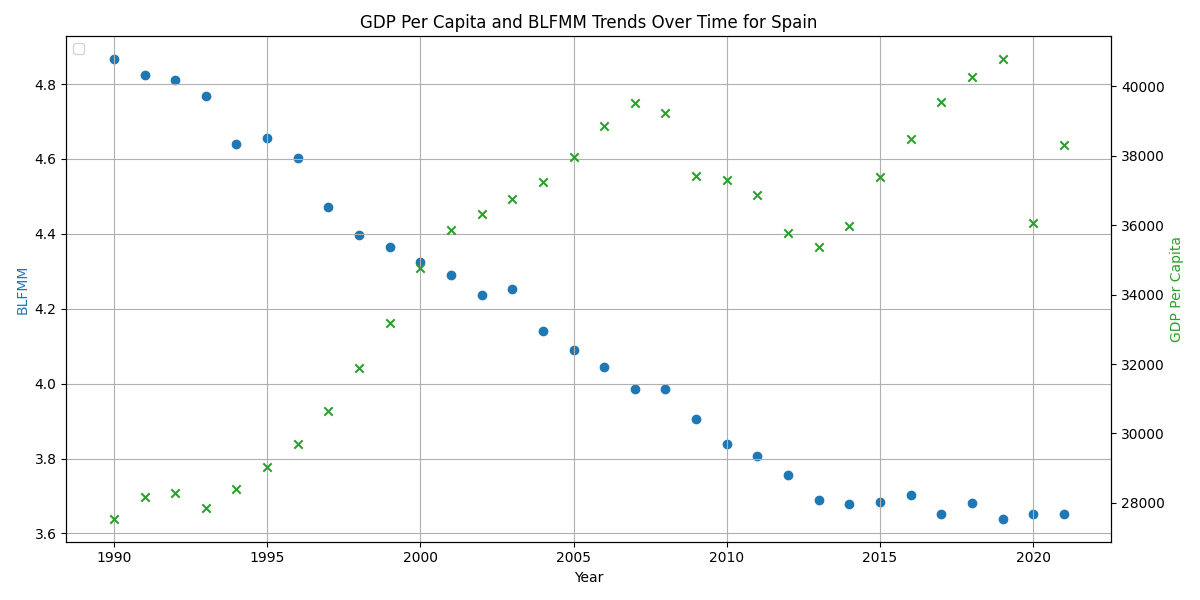 GDP Per Capita and BLFMM Trends Over Time for Spain
BLFMM
4.8
4.6
4.4
4.2
4.0
3.8
3.6
40000
38000
36000
34000
32000
30000
28000
GDP Per Capita
1990 1995 2000 2005 2010 2015 2020
Year